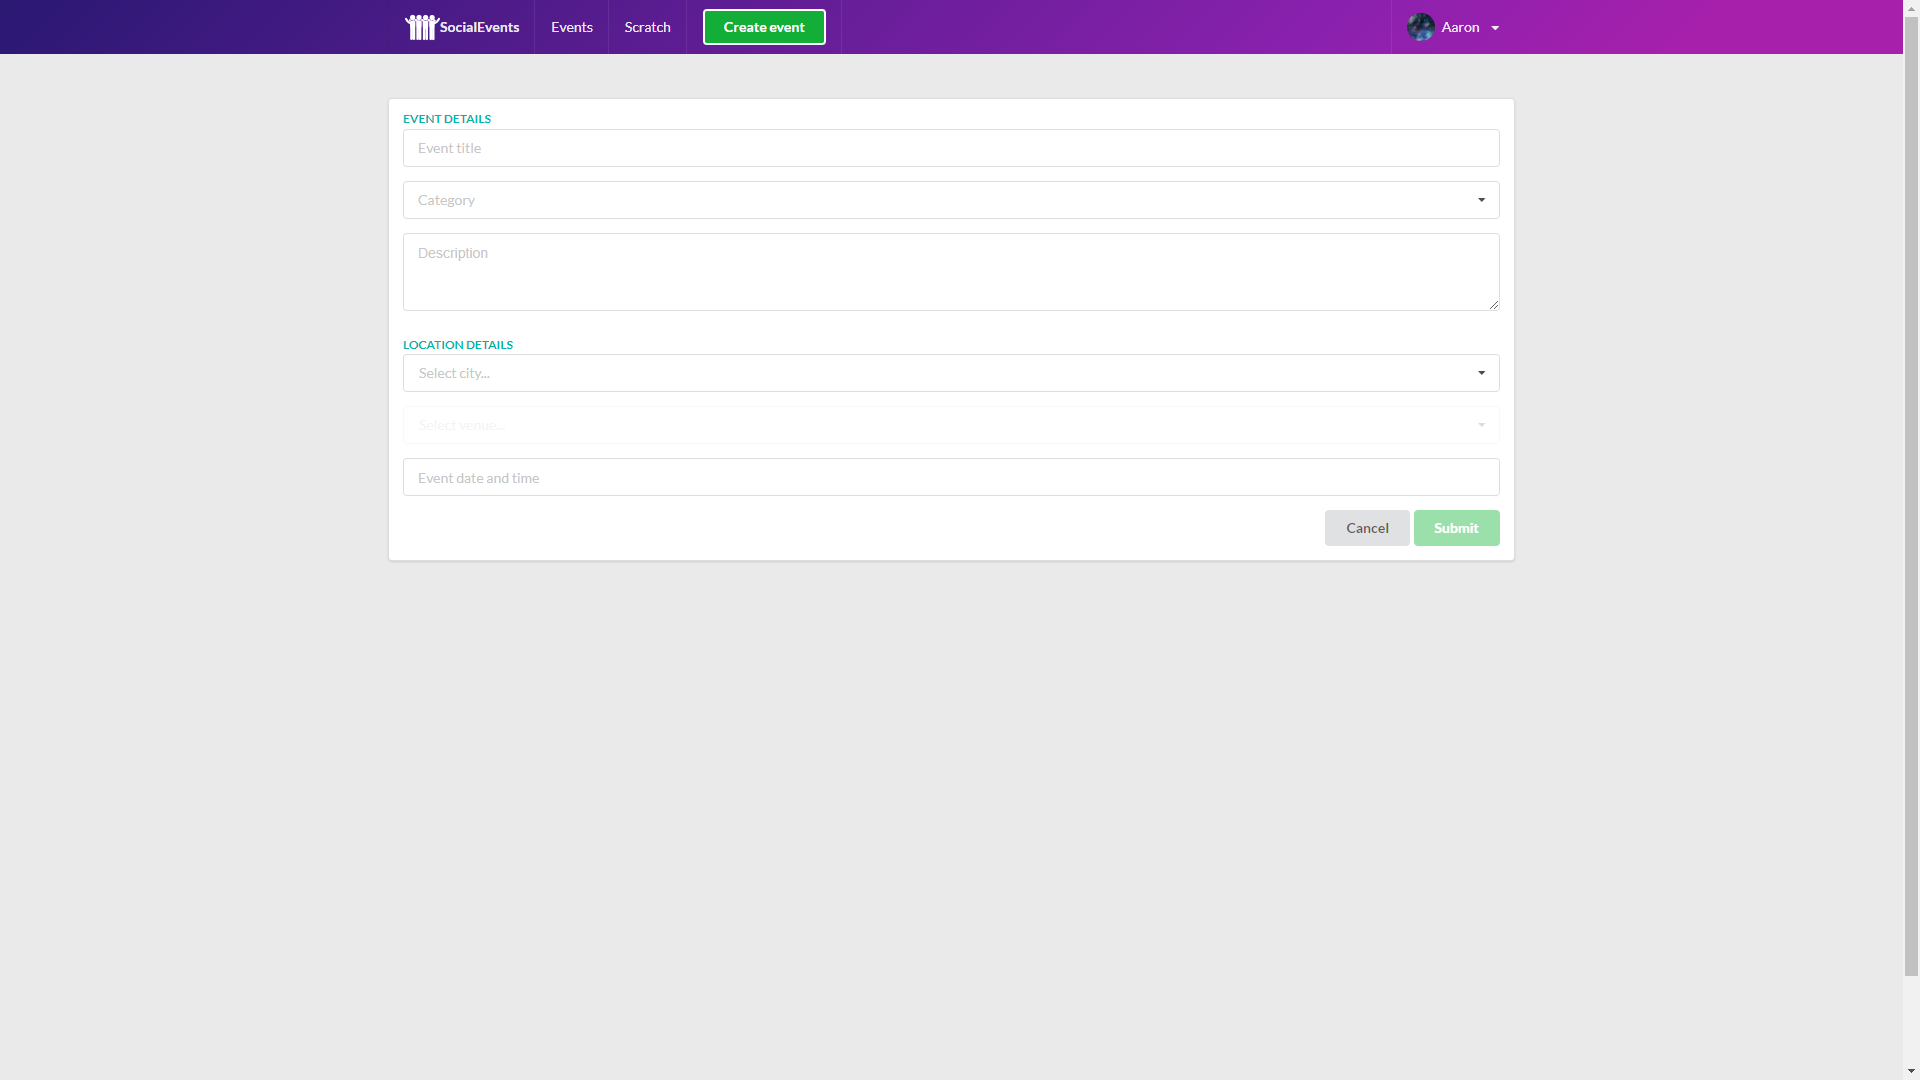 SocialEvents
Events
Scratch
Create event
Aaron
EVENT DETAILS
Event title
Category
Description
LOCATION DETAILS
Select city...
Select venue...
Event date and time
Cancel
Submit